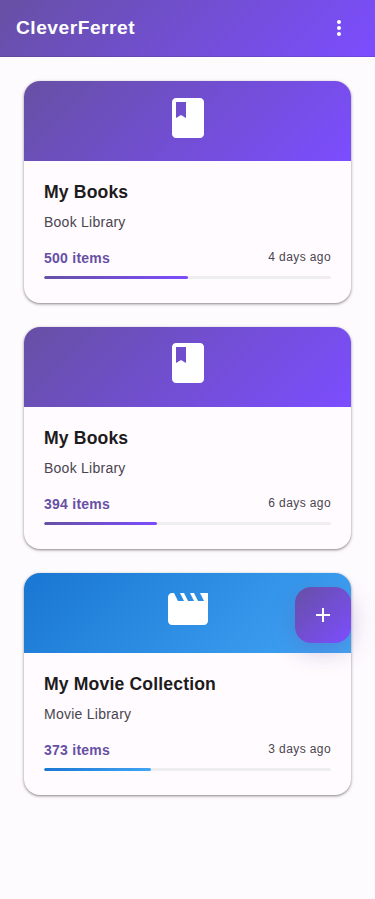 CleverFerret
My Books
Book Library
500 items 4 days ago
My Books
Book Library
394 items 6 days ago
My Movie Collection
Movie Library
373 items 3 days ago